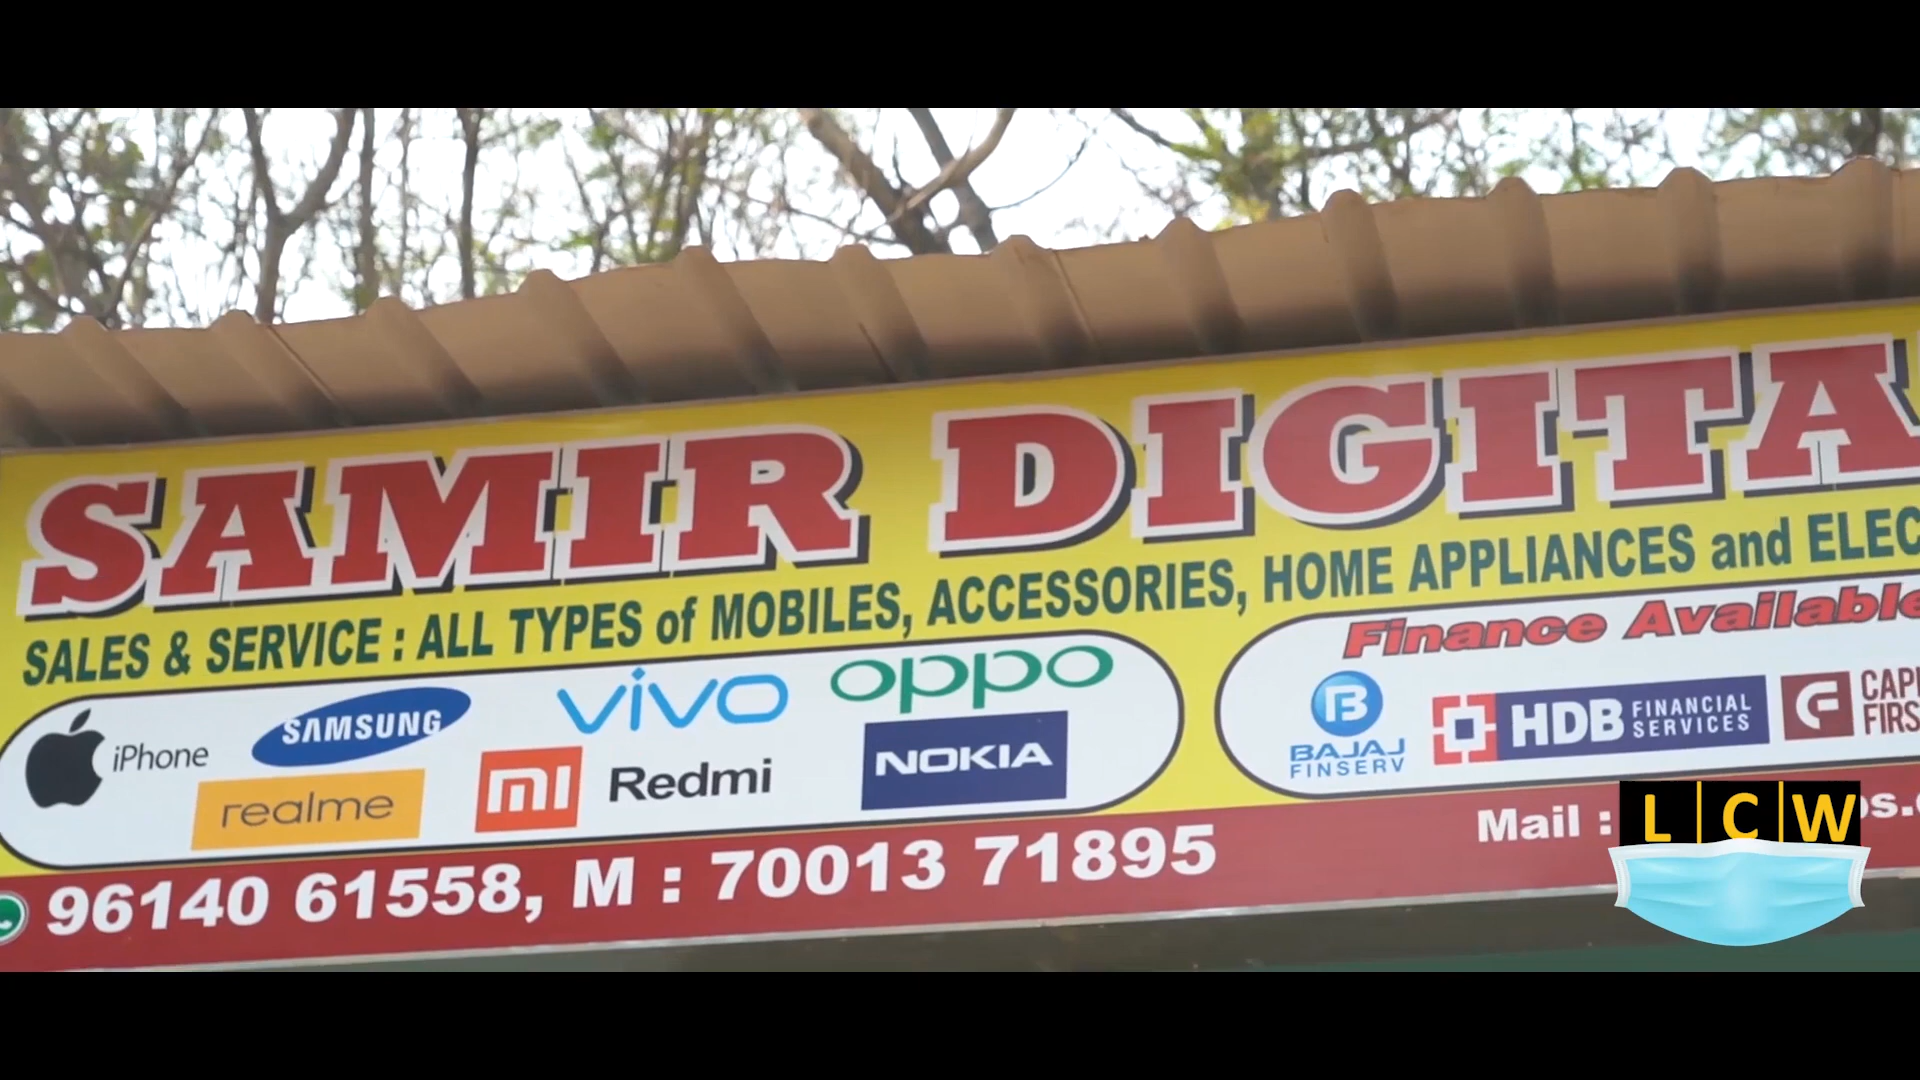 SAMIR DIGITA
SALES & SERVICE : ALL TYPES of MOBILES, ACCESSORIES, HOME APPLIANCES and ELEC
iPhone
SAMSUNG
vivo
oppo
realme
mi
Redmi
NOKIA
Finance Available
BAJAJ
FINSERV
HDB FINANCIAL
SERVICES
CAPI
FIRS
96140 61558, M : 70013 71895
Mail :
L|C|W